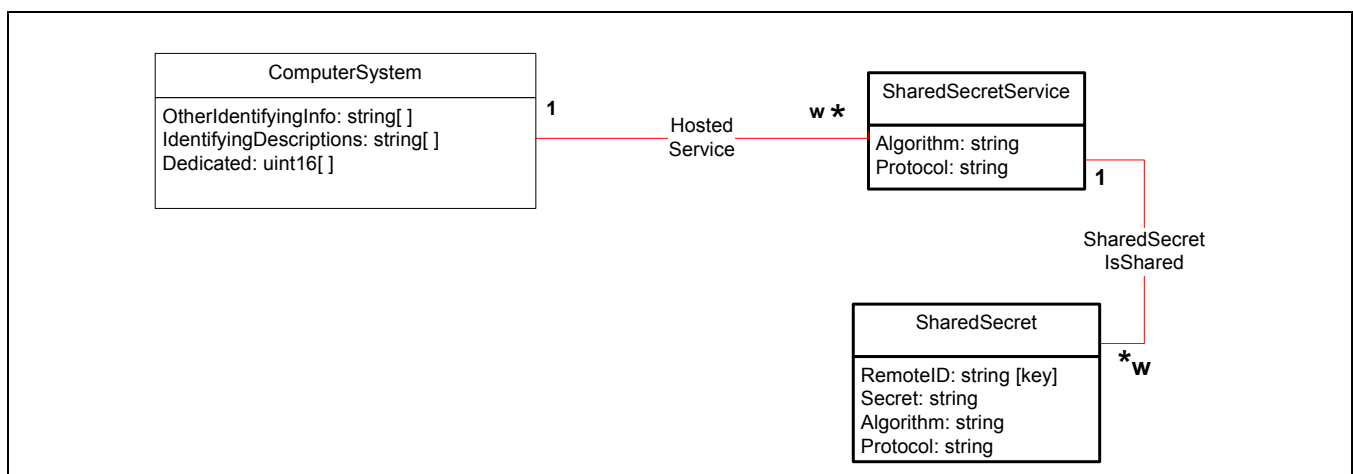 ComputerSystem
OtherIdentifyingInfo: string[ ]
IdentifyingDescriptions: string[ ]
Dedicated: uint16[ ]
1
Hosted
Service
w *
SharedSecretService
Algorithm: string
Protocol: string
1
SharedSecret
IsShared
SharedSecret
RemoteID: string [key]
Secret: string
Algorithm: string
Protocol: string
*w